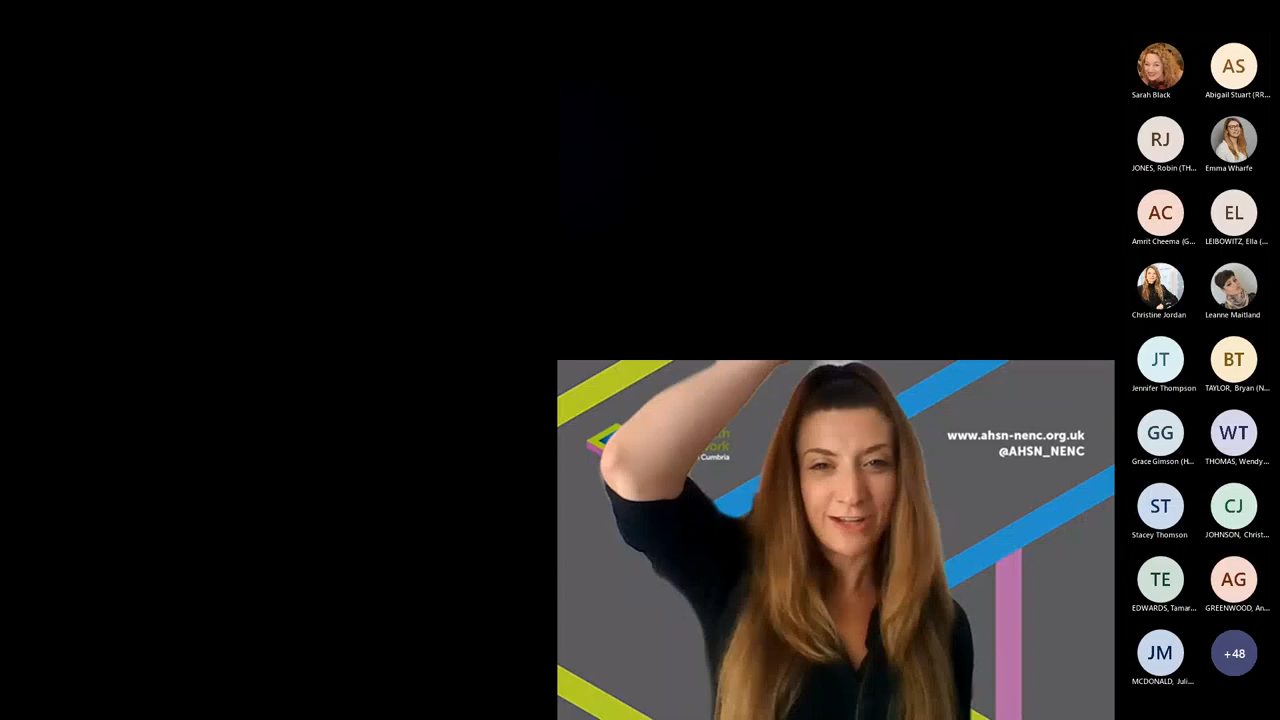 Sarah Black
AS
Abigail Stuart (RR...
RJ
JONES, Robin (TH...
Emma Wharfe
AC
Amrit Cheema (G...
EL
LEIBOWITZ, Ella (...
Christine Jordan
Leanne Maitland
JT
Jennifer Thompson
BT
TAYLOR, Bryan (N...
www.ahsn-nenc.org.uk
@AHSN_NENC
Cumbria
GG
Grace Gimson (H...
WT
THOMAS, Wendy...
ST
Stacey Thomson
CJ
JOHNSON, Christ...
TE
EDWARDS, Tamar...
AG
GREENWOOD, An...
JM
MCDONALD, Juli...
+48